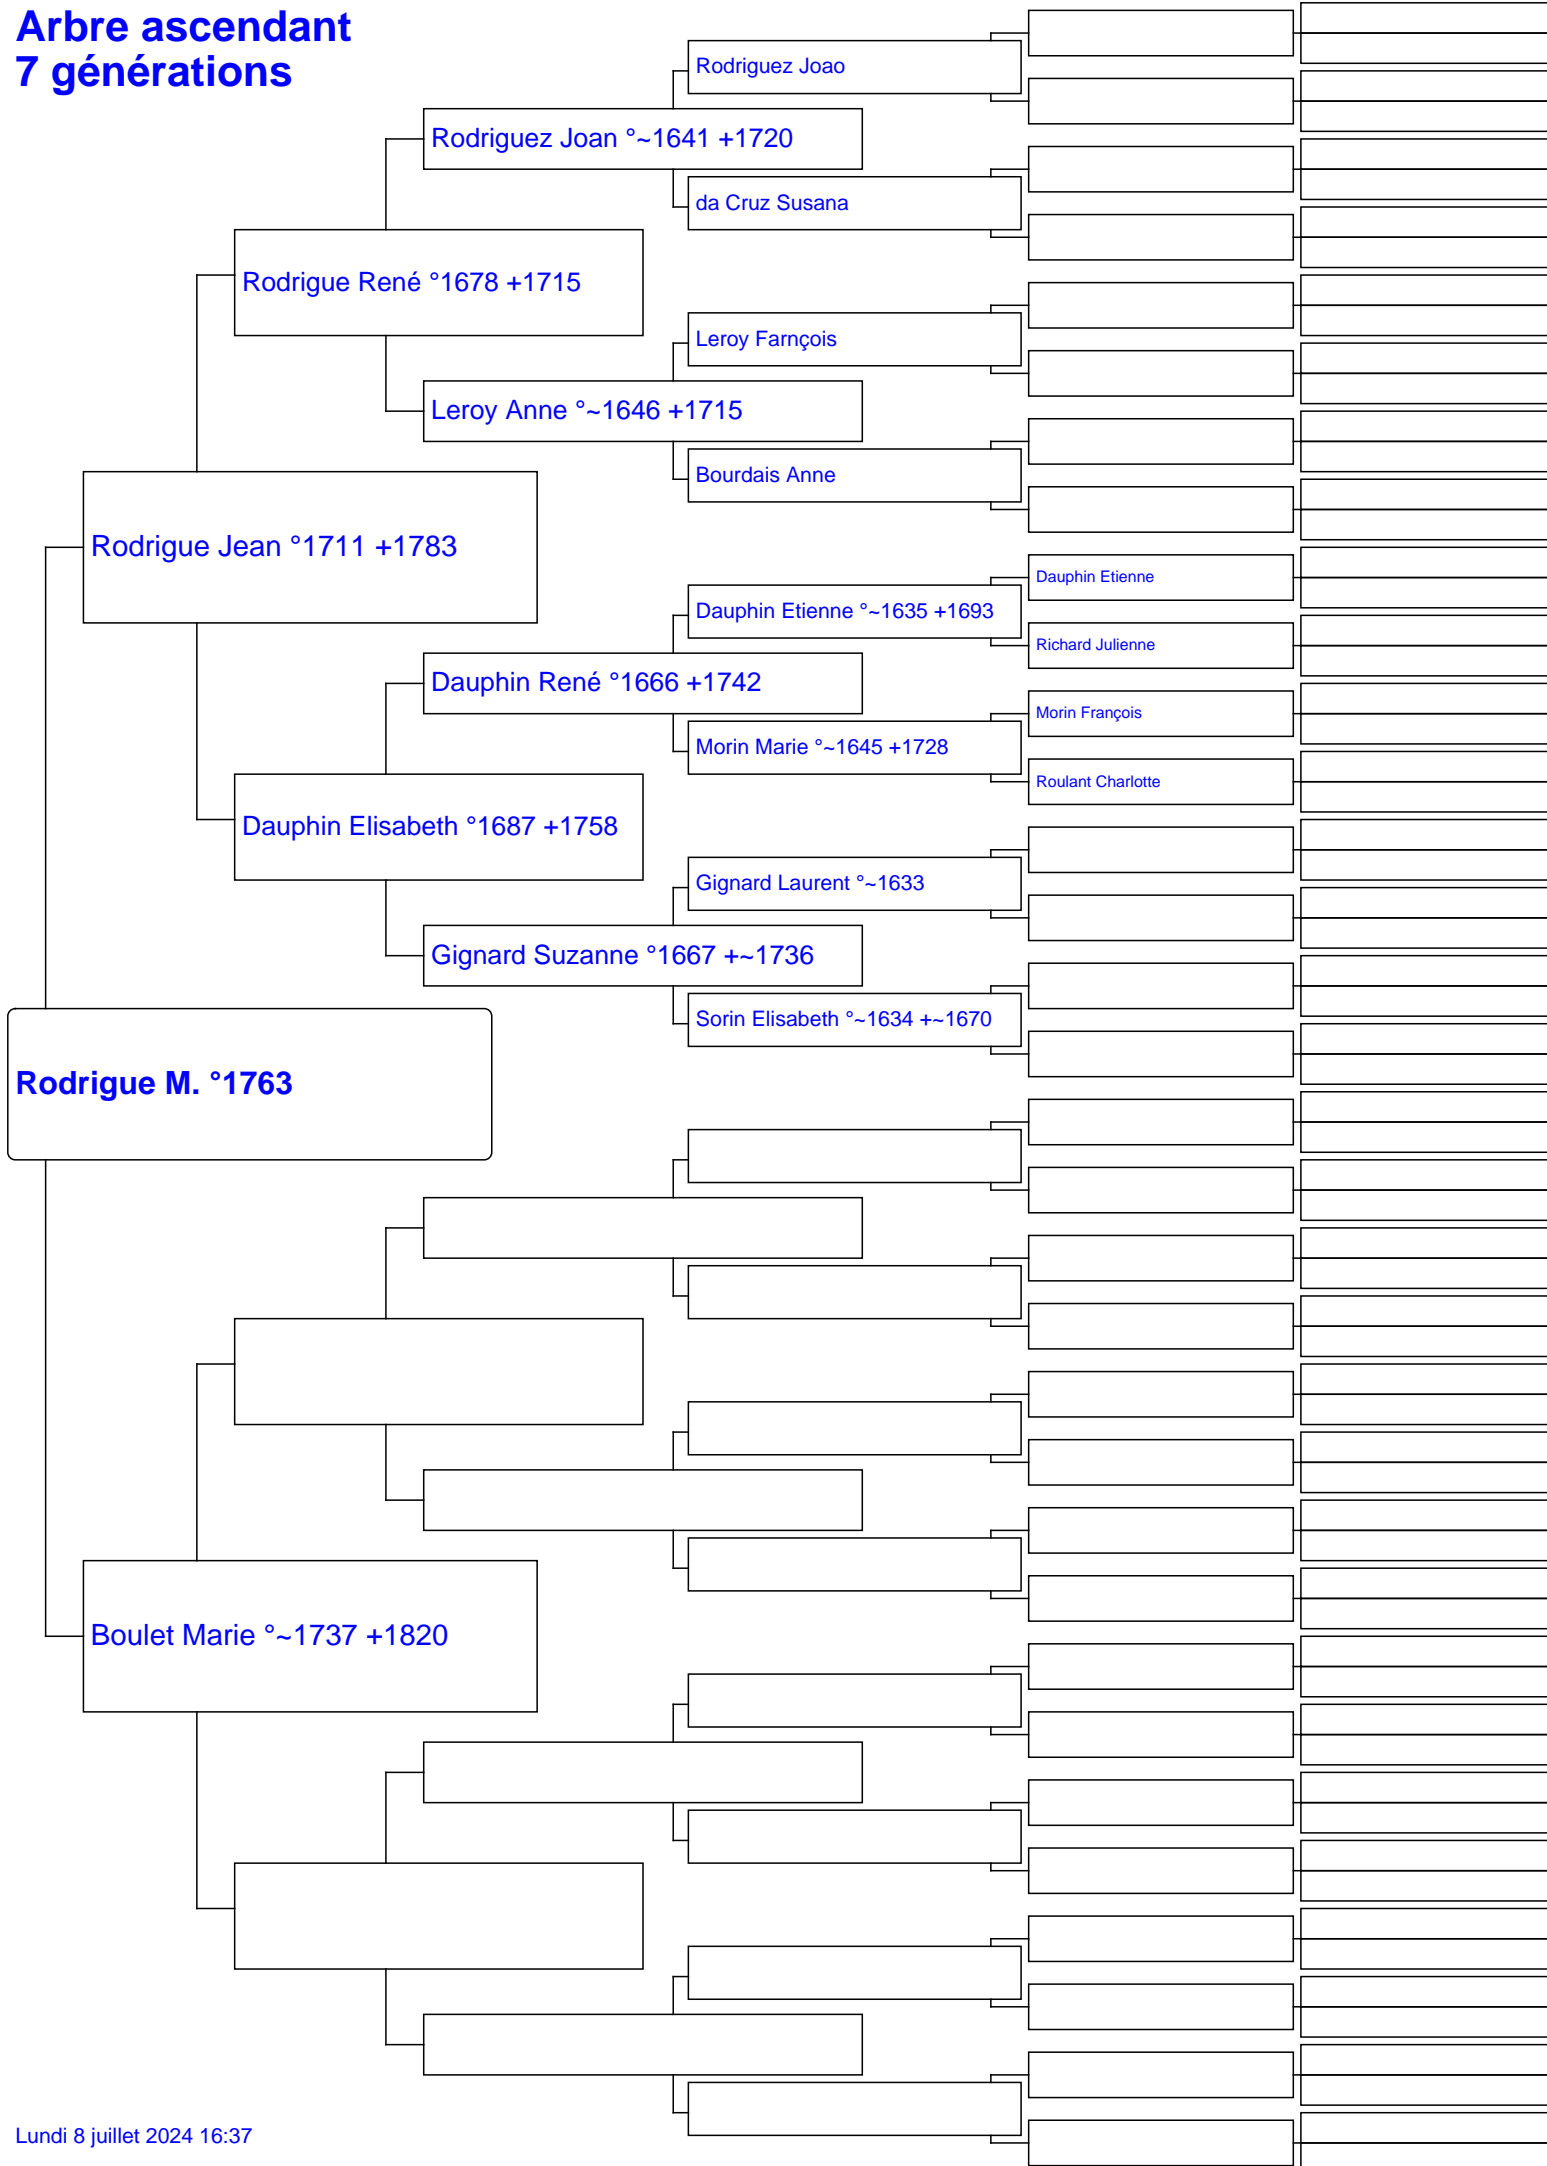 Arbre ascendant
7 générations
Rodriguez Joao
Rodriguez Joan °~1641 +1720
da Cruz Susana
Rodrigue René °1678 +1715
Leroy Farnçois
Leroy Anne °~1646 +1715
Bourdais Anne
Rodrigue Jean °1711 +1783
Dauphin Etienne
Dauphin Etienne °~1635 +1693
Richard Julienne
Dauphin René °1666 +1742
Morin François
Morin Marie °~1645 +1728
Roulant Charlotte
Dauphin Elisabeth °1687 +1758
Gignard Laurent °~1633
Gignard Suzanne °1667 +~1736
Sorin Elisabeth °~1634 +~1670
Rodrigue M. °1763
Boulet Marie °~1737 +1820
Lundi 8 juillet 2024 16:37